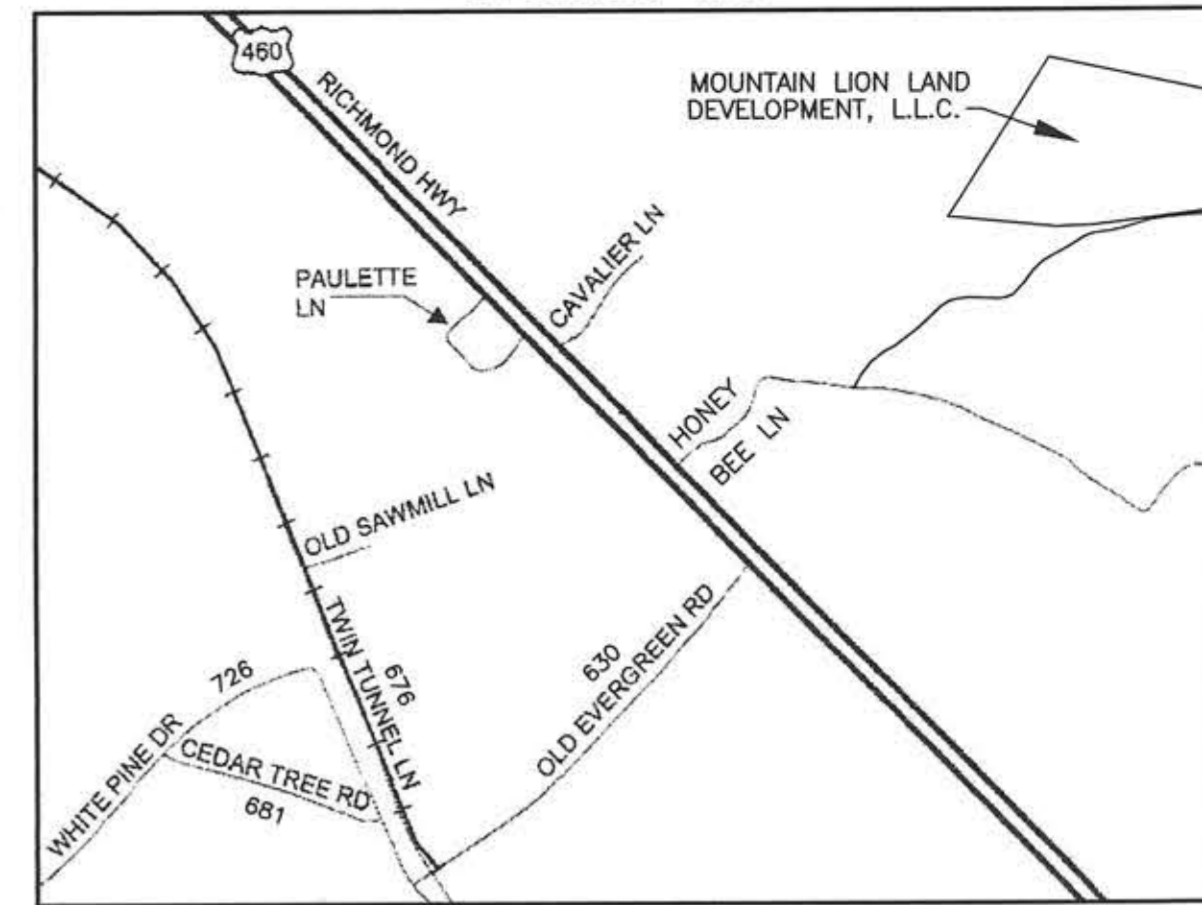 460
RICHMOND HWY
MOUNTAIN LION LAND
DEVELOPMENT, L.L.C.
PAULETTE
LN
CAVALIER LN
HONEY
BEE LN
OLD SAWMILL LN
TWIN TUNNEL LN
676
630
OLD EVERGREEN RD
726
WHITE PINE DR
CEDAR TREE RD
681